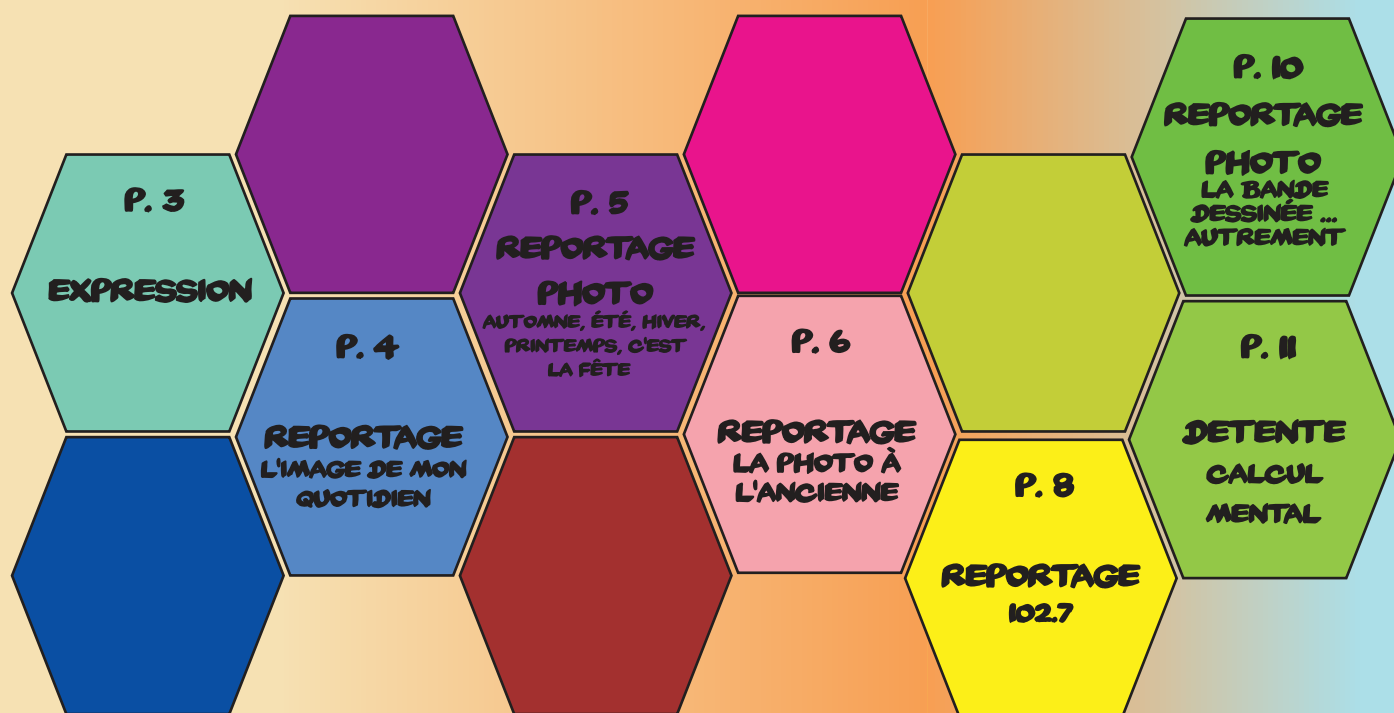 P. 3
EXPRESSION
P. 4
REPORTAGE
L'IMAGE DE MON
QUOTIDIEN
P. 5
REPORTAGE
PHOTO
AUTOMNE, ÉTÉ, HIVER,
PRINTEMPS, C'EST
LA FÊTE
P. 6
REPORTAGE
LA PHOTO À
L'ANCIENNE
P. 8
REPORTAGE
102.7
P. 10
REPORTAGE
PHOTO
LA BANDE
DESSINÉE ...
AUTREMENT
P. 11
DETENTE
CALCUL
MENTAL